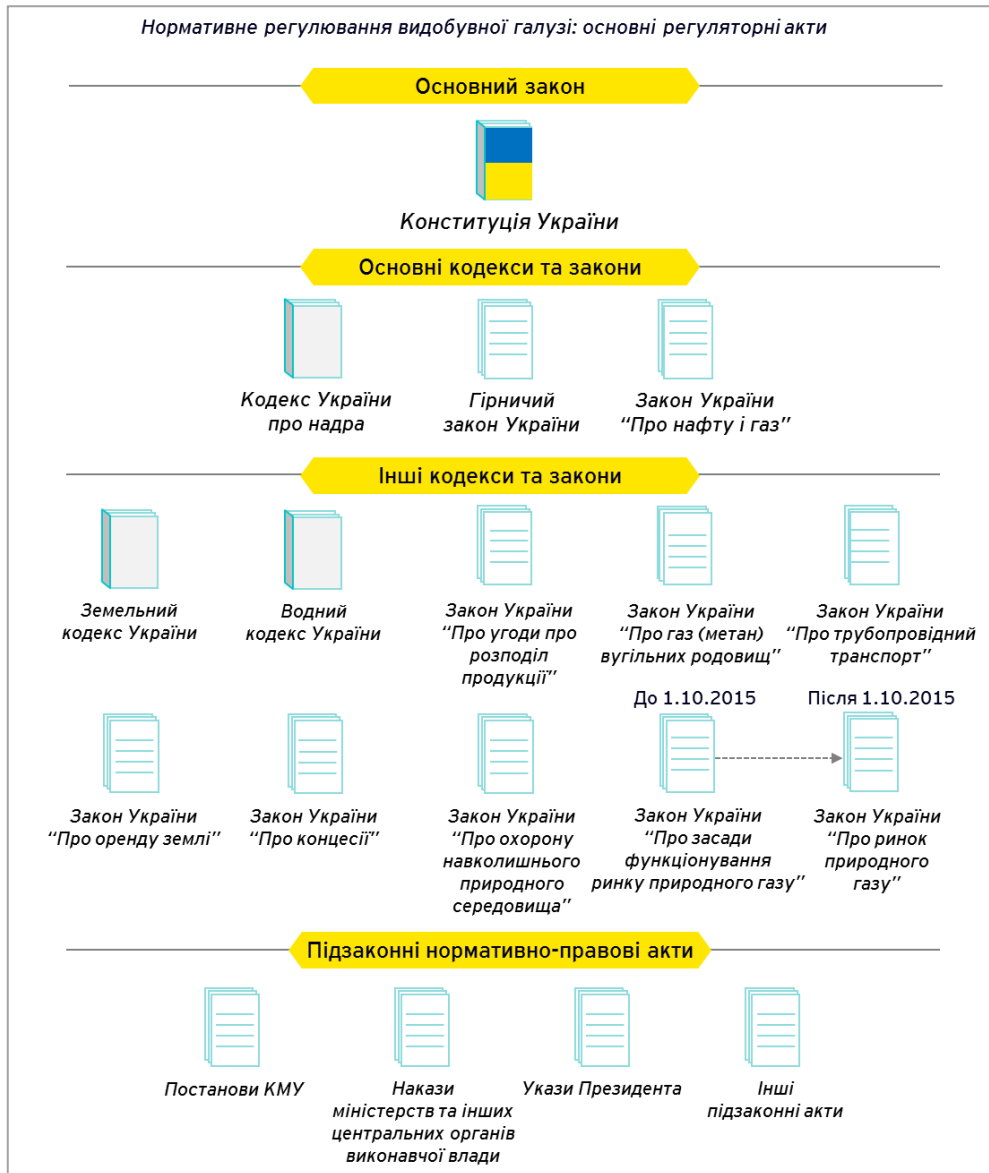 Нормативне регулювання видобувної галузі: основні регуляторні акти
Основний закон
Конституція України
Основні кодекси та закони
Кодекс України
про надра
Гірничий
закон України
Закон України
“Про нафту і газ”
Інші кодекси та закони
Земельний
кодекс України
Водний
кодекс України
Закон України
“Про угоди про
розподіл
продукції”
Закон України
“Про газ (метан)
вугільних родовищ”
Закон України
“Про трубопровідний
транспорт”
До 1.10.2015
Після 1.10.2015
Закон України
“Про оренду землі”
Закон України
“Про концесії”
Закон України
“Про охорону
навколишнього
природного
середовища”
Закон України
“Про засади
функціонування
ринку природного газу”
Закон України
“Про ринок
природного
газу”
Підзаконні нормативно-правові акти
Постанови КМУ
Накази
міністерств та інших
центральних органів
виконавчої влади
Укази Президента
Інші
підзаконні акти